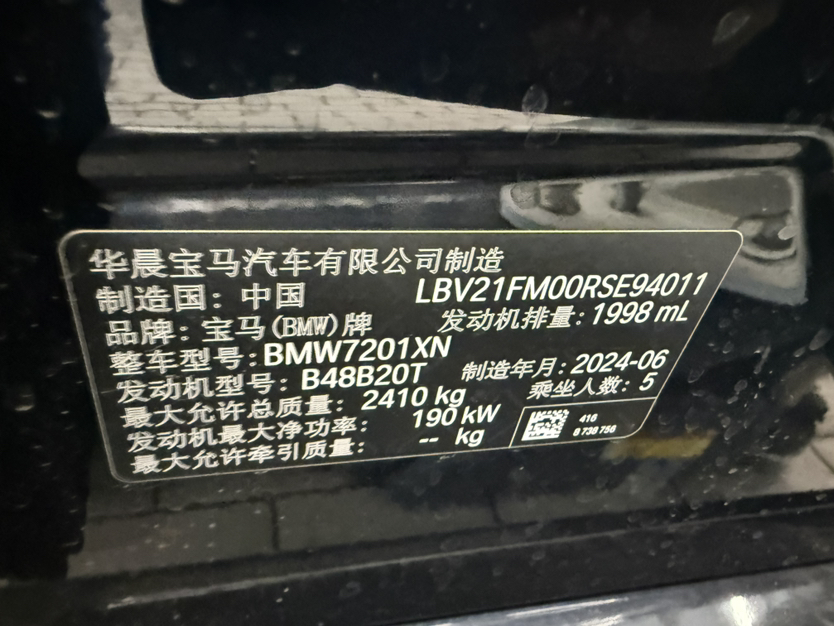 华晨宝马汽车有限公司制造
制造国：中国 LBV21FM00RSE94011
品牌：宝马(BMW)牌 发动机排量：1998 mL
整车型号：BMW7201XN 制造年月：2024-06
发动机型号：B48B20T 乘坐人数：5
最大允许总质量：2410 kg
发动机最大净功率：190 kW
最大允许牵引质量：-- kg
416
8 738 756